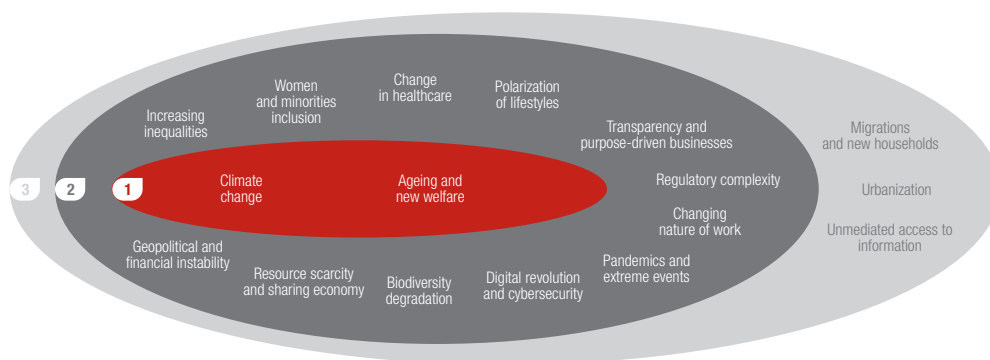 Women
and minorities
inclusion
Change
in healthcare
Polarization
of lifestyles
Increasing
inequalities
Transparency and
purpose-driven businesses
Migrations
and new households
3
2
1
Climate
change
Ageing and
new welfare
Regulatory complexity
Urbanization
Changing
nature of work
Unmediated access to
information
Geopolitical and
financial instability
Resource scarcity
and sharing economy
Biodiversity
degradation
Digital revolution
and cybersecurity
Pandemics and
extreme events